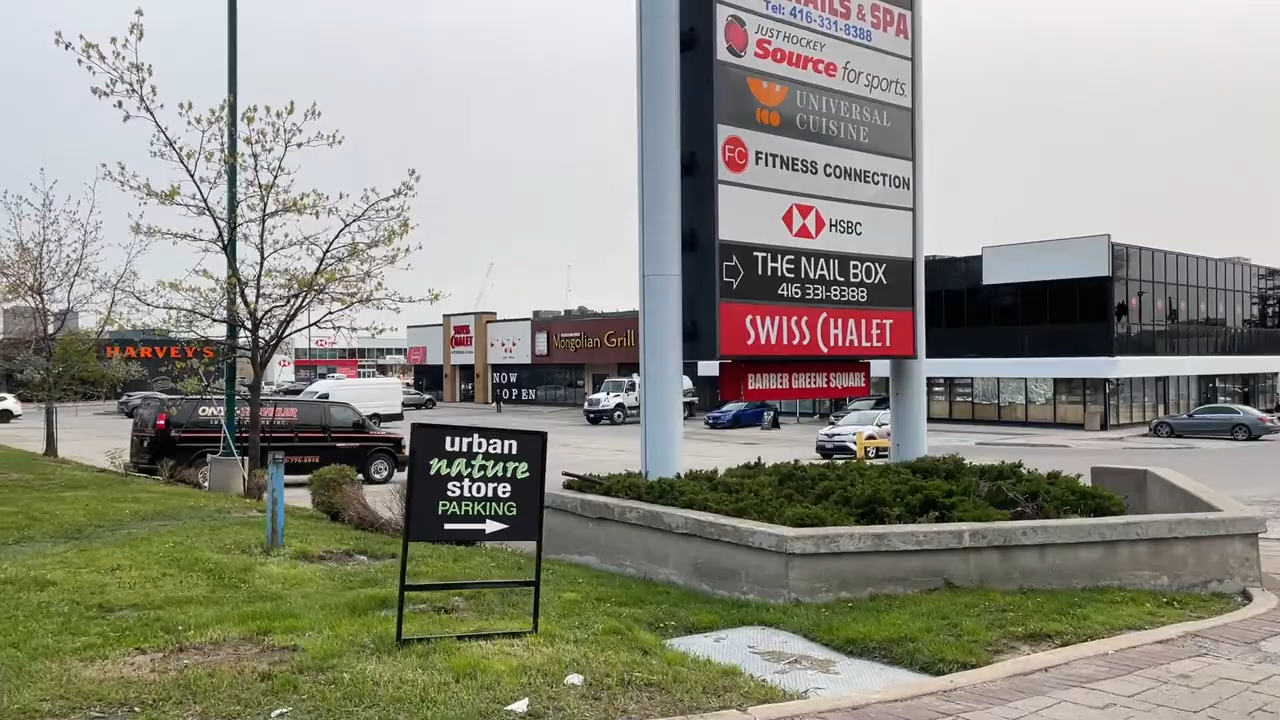 NAILS & SPA
Tel: 416-331-8388
JUST HOCKEY
Source for sports.
UNIVERSAL
CUISINE
FC FITNESS CONNECTION
HSBC
THE NAIL BOX
416 331-8388
SWISS CHALET
BARBER GREENE SQUARE
HARVEY'S
SWISS
CHALET
Mongolian Grill
NOW
OPEN
urban
nature
store
PARKING